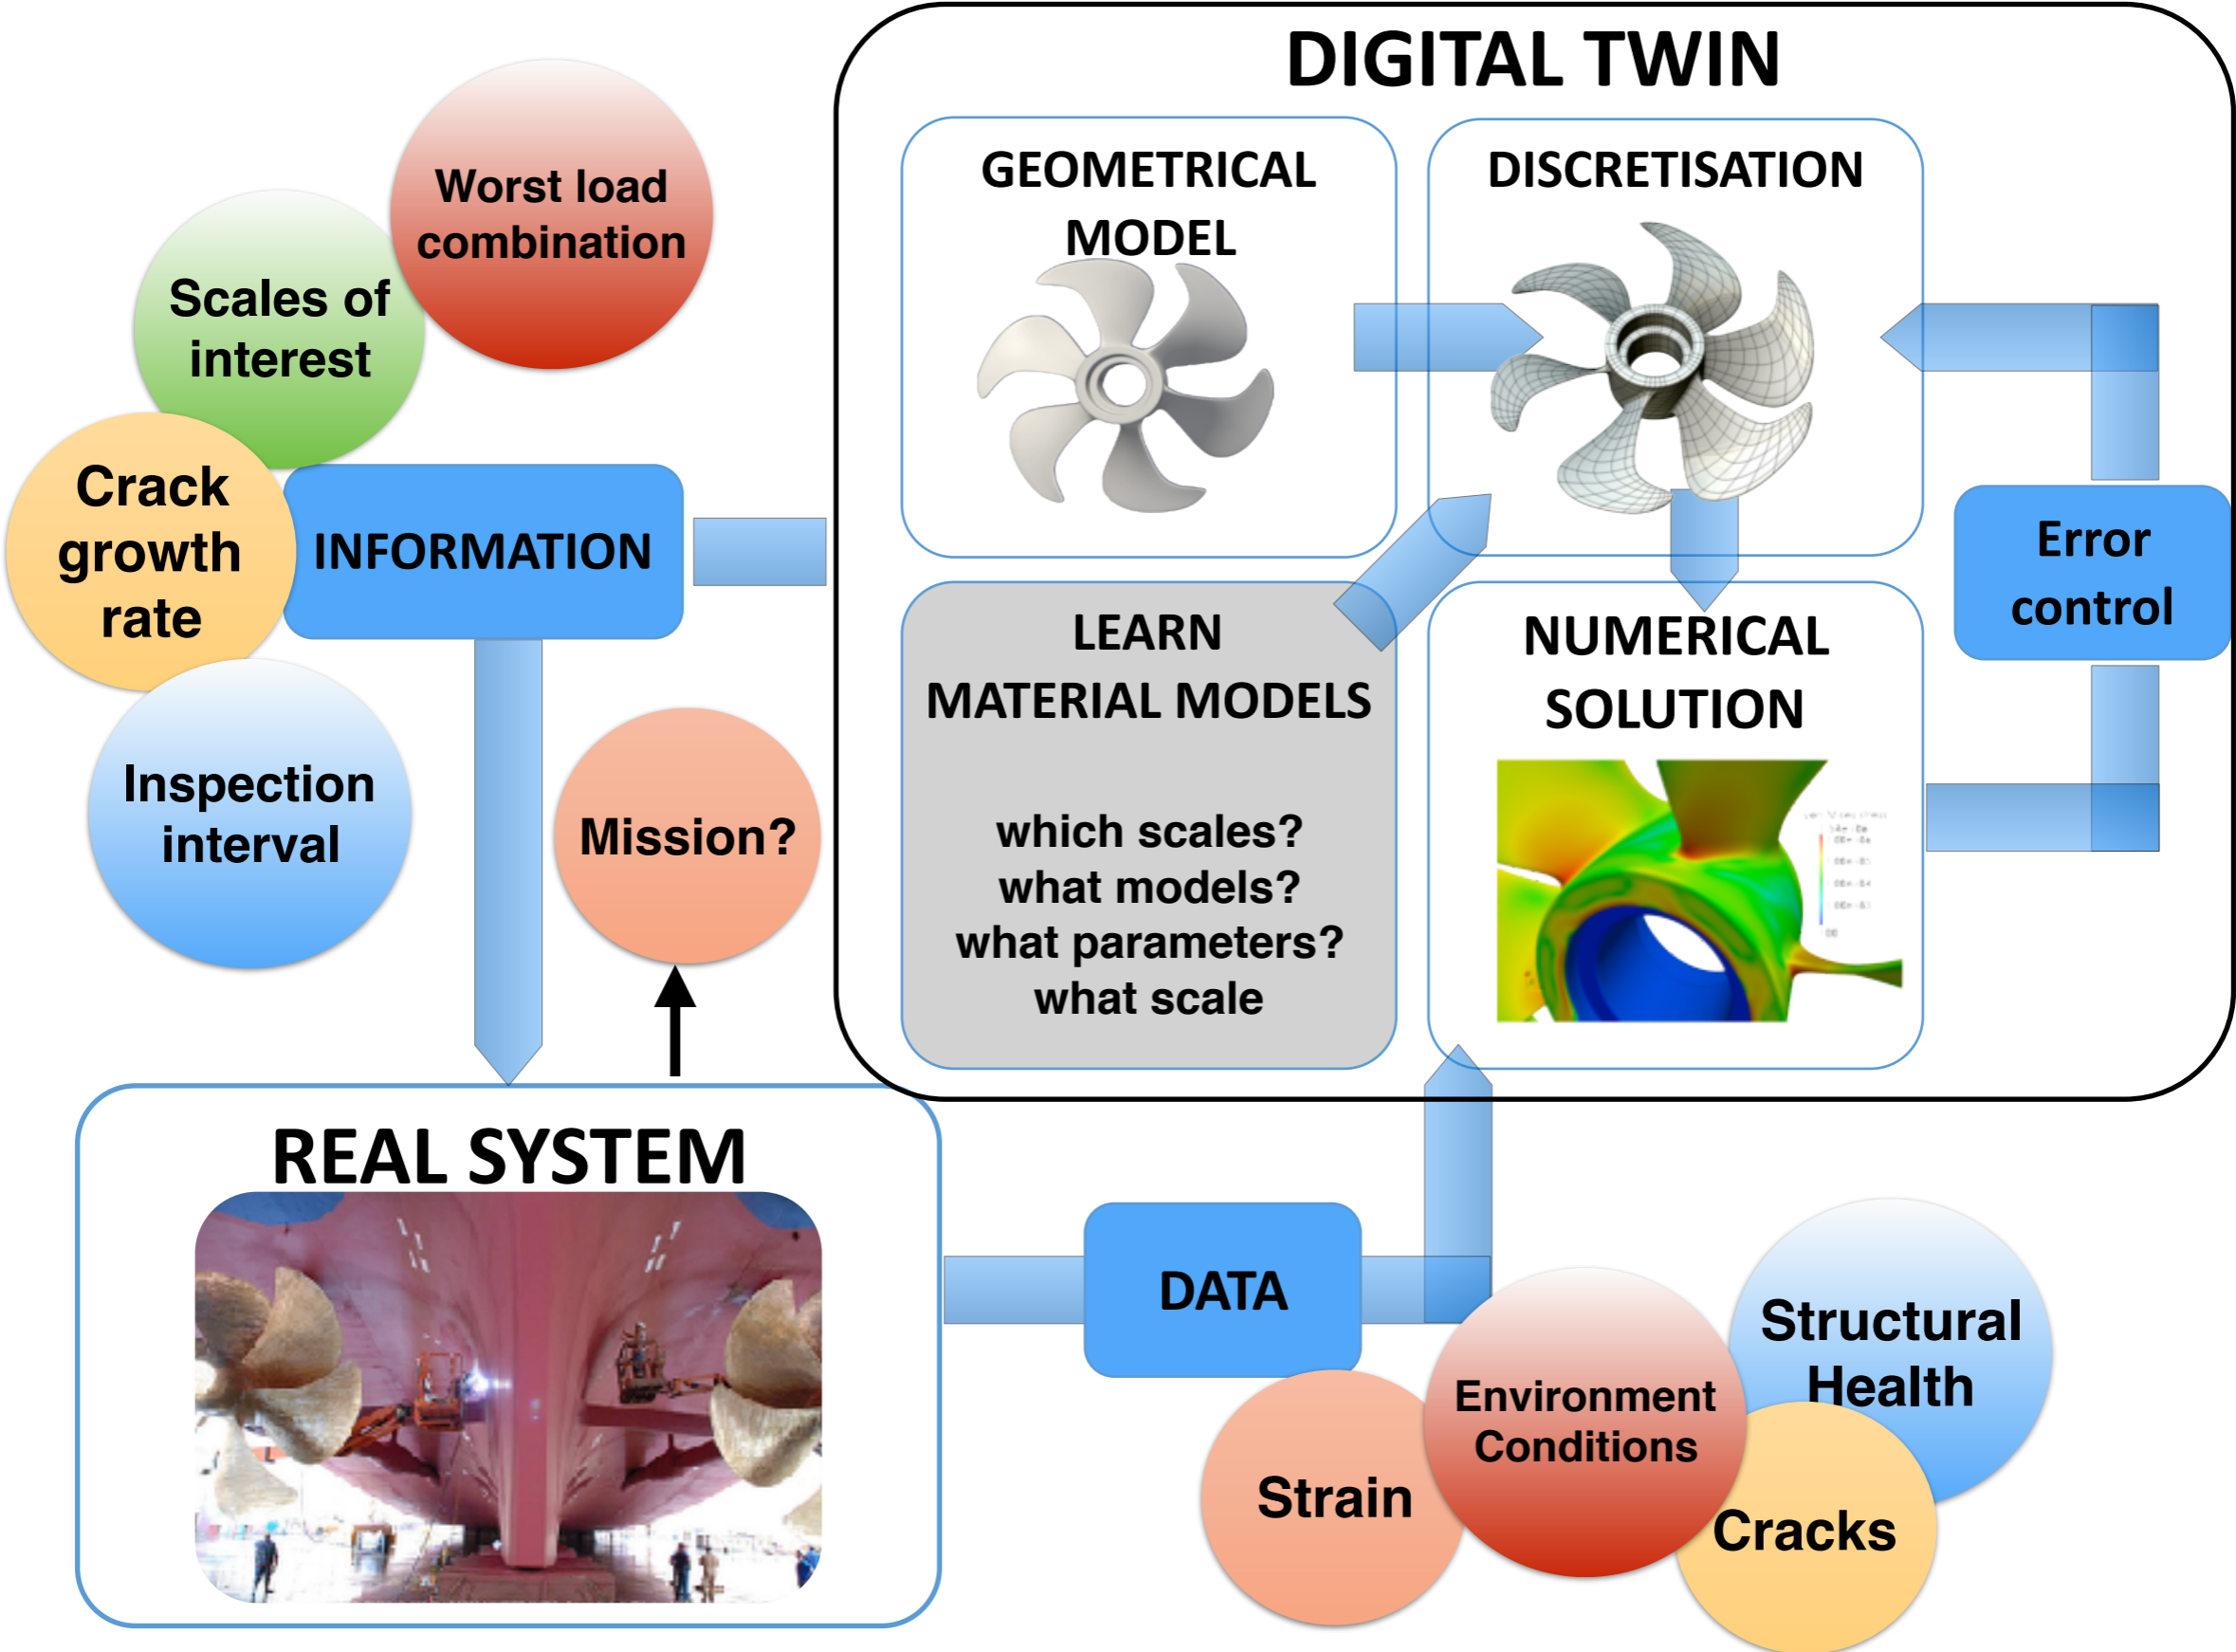 DIGITAL TWIN
GEOMETRICAL
MODEL
DISCRETISATION
Worst load
combination
Scales of
interest
Crack
growth
rate
INFORMATION
Inspection
interval
Mission?
LEARN
MATERIAL MODELS
which scales?
what models?
what parameters?
what scale
NUMERICAL
SOLUTION
Error
control
REAL SYSTEM
DATA
Strain
Environment
Conditions
Structural
Health
Cracks